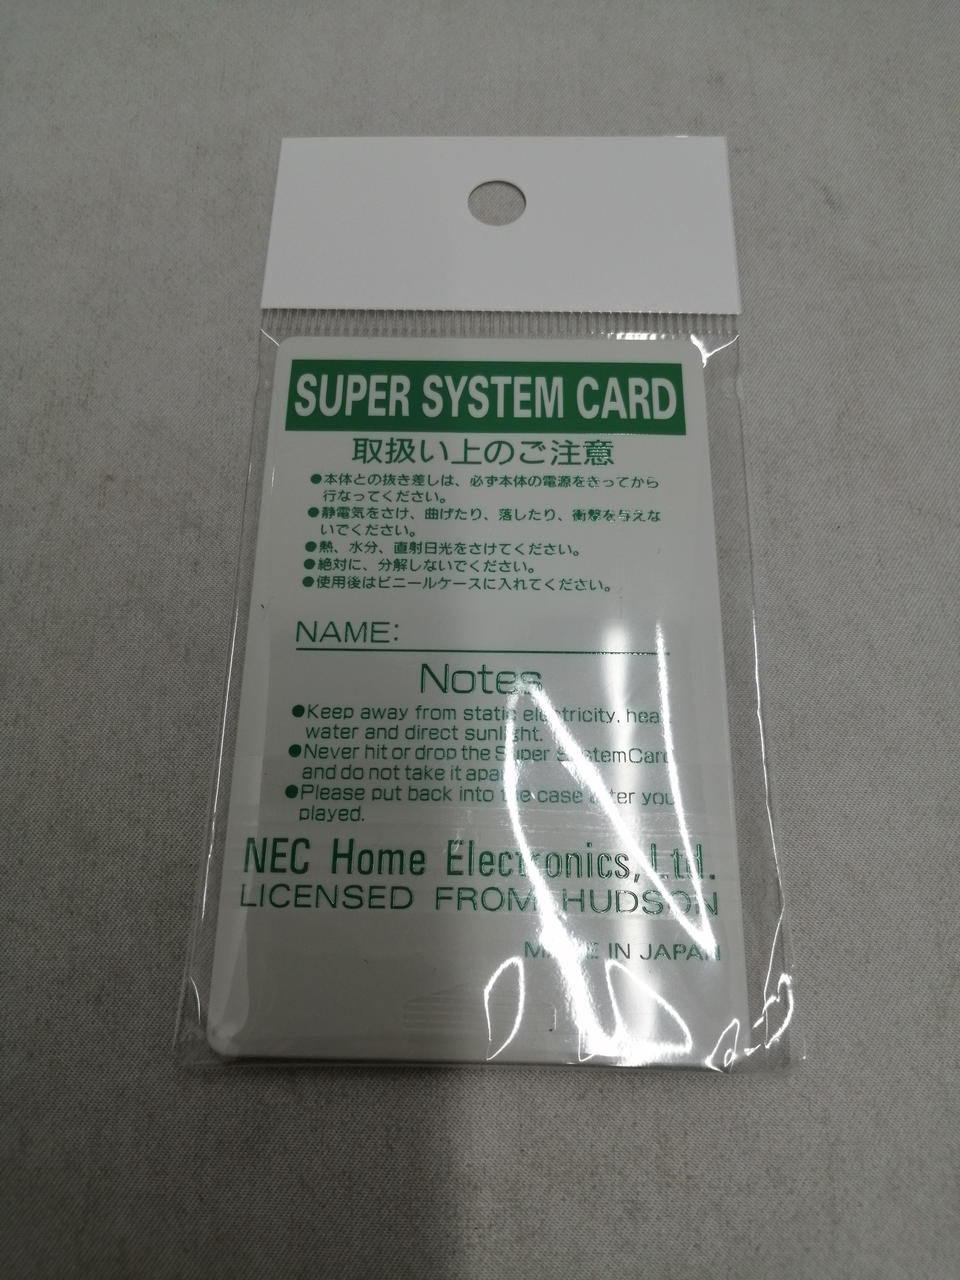 SUPER SYSTEM CARD
取扱い上のご注意
●本体との抜き差しは、必ず本体の電源をきってから
行なってください。
●静電気をさけ、曲げたり、落したり、衝撃を与えな
いでください。
●熱、水分、直射日光をさけてください。
●絶対に、分解しないでください。
●使用後はビニールケースに入れてください。
NAME:
Notes
●Keep away from static electricity, heat
water and direct sunlight.
●Never hit or drop the Super System Card
and do not take it apart
●Please put back into the case after you
played.
NEC Home Electronics, Ltd.
LICENSED FROM HUDSON
MADE IN JAPAN